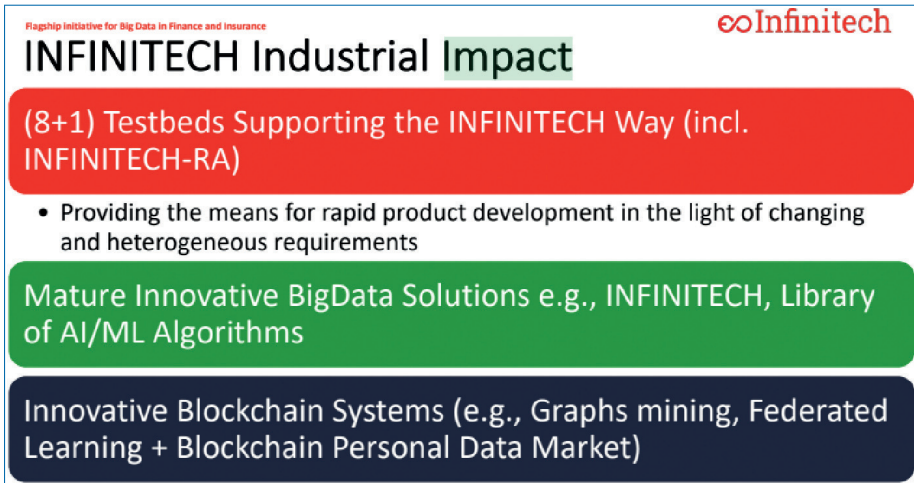 Flagship Initiative for Big Data in Finance and Insurance
Infinitech
INFINITECH Industrial Impact
(8+1) Testbeds Supporting the INFINITECH Way (incl.
INFINITECH-RA)
• Providing the means for rapid product development in the light of changing
and heterogeneous requirements
Mature Innovative BigData Solutions e.g., INFINITECH, Library
of AI/ML Algorithms
Innovative Blockchain Systems (e.g., Graphs mining, Federated
Learning + Blockchain Personal Data Market)